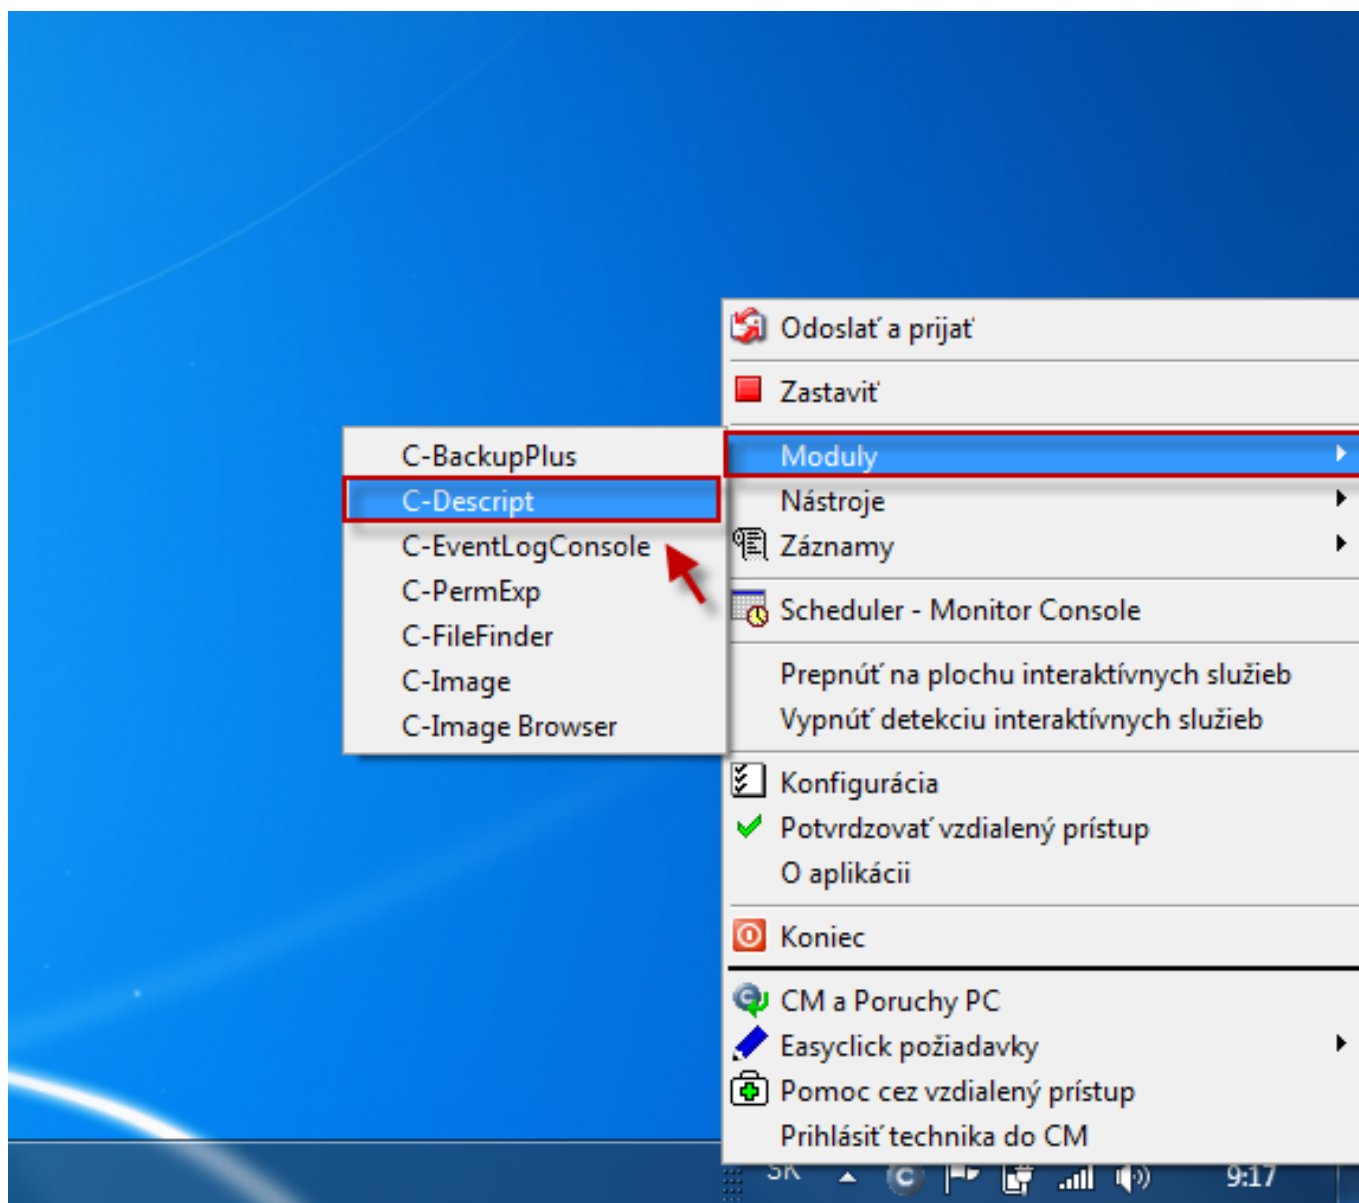 Odoslať a prijať
Zastaviť
Moduly
Nástroje
Záznamy
Scheduler - Monitor Console
Prepnúť na plochu interaktívnych služieb
Vypnúť detekciu interaktívnych služieb
Konfigurácia
Potvrdzovať vzdialený prístup
O aplikácii
Koniec
CM a Poruchy PC
Easyclick požiadavky
Pomoc cez vzdialený prístup
Prihlásiť technika do CM
C-BackupPlus
C-Descript
C-EventLogConsole
C-PermExp
C-FileFinder
C-Image
C-Image Browser
SK
9:17